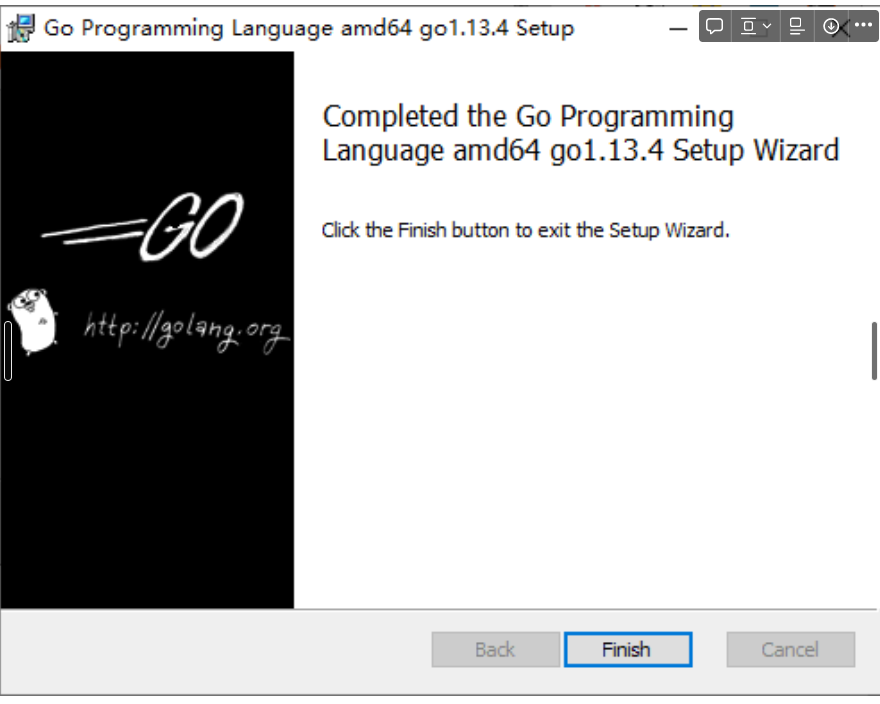 Go Programming Language amd64 go1.13.4 Setup
Completed the Go Programming
Language amd64 go1.13.4 Setup Wizard
Click the Finish button to exit the Setup Wizard.
GO
http://golang.org
Back
Finish
Cancel